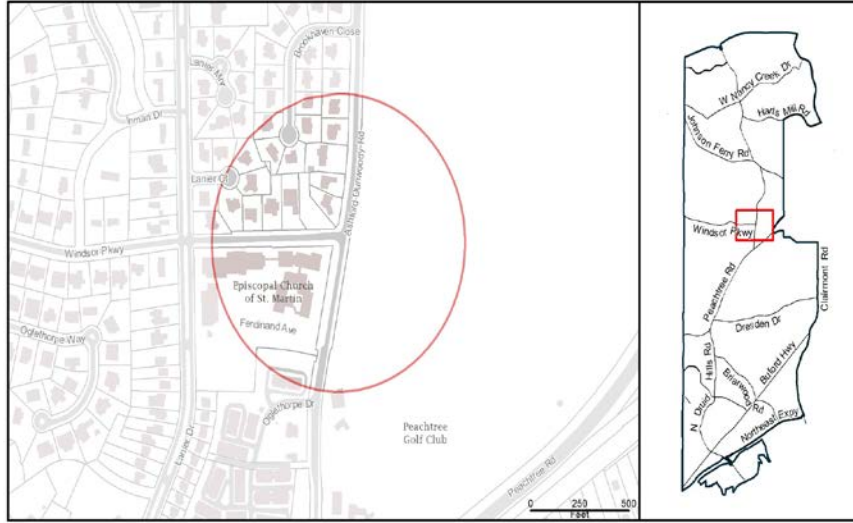 Brookhaven Close
Lanier Way
Inman Dr
Ashford-Dunwoody Rd
Lanier Ct
Windsor Pkwy
Episcopal Church
of St. Martin
Ferdinand Ave
Oglethorpe Way
Oglethorpe Dr
Peachtree
Golf Club
Lanier Dr
Peachtree Rd
0 250 500
Feet
W Nancy Creek Dr
Harts Mill Rd
Johnson Ferry Rd
Windsor Pkwy
Clairmont Rd
Peachtree Rd
Dresden Dr
Buford Hwy
N Druid Hills Rd
Briarwood Rd
Northeast Expy